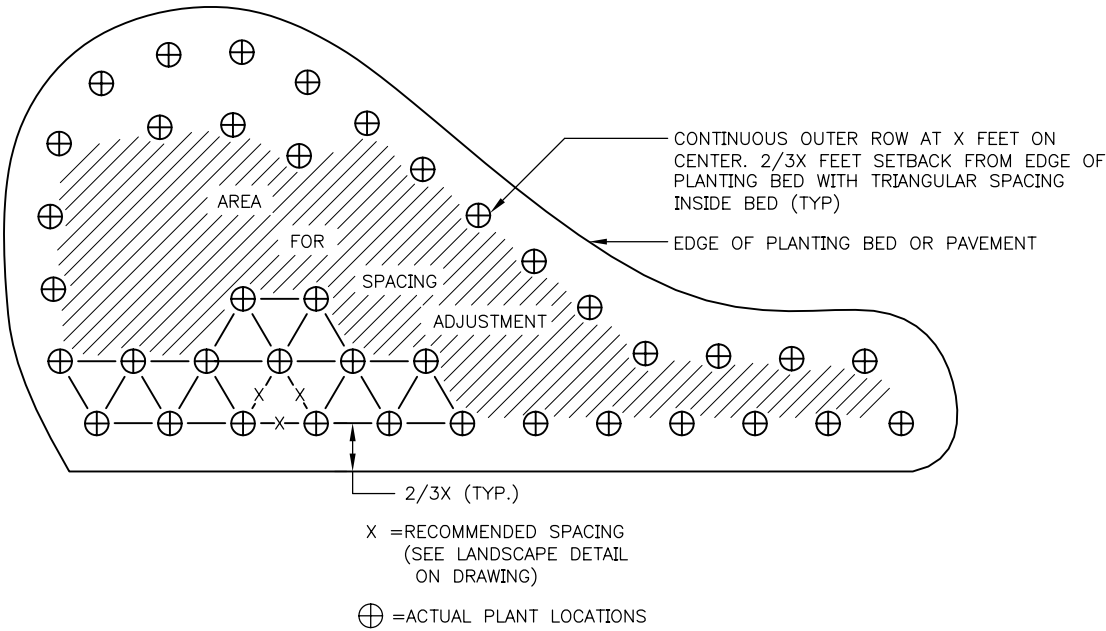 CONTINUOUS OUTER ROW AT X FEET ON
CENTER. 2/3X FEET SETBACK FROM EDGE OF
PLANTING BED WITH TRIANGULAR SPACING
INSIDE BED (TYP)
EDGE OF PLANTING BED OR PAVEMENT
AREA
FOR
SPACING
ADJUSTMENT
X X
X
2/3X (TYP.)
X =RECOMMENDED SPACING
(SEE LANDSCAPE DETAIL
ON DRAWING)
=ACTUAL PLANT LOCATIONS